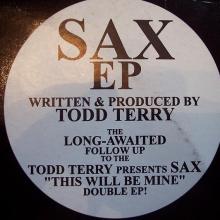 SAX
EP
WRITTEN & PRODUCED BY
TODD TERRY
THE
LONG-AWAITED
FOLLOW UP
TO THE
TODD TERRY PRESENTS SAX
"THIS WILL BE MINE"
DOUBLE EP!